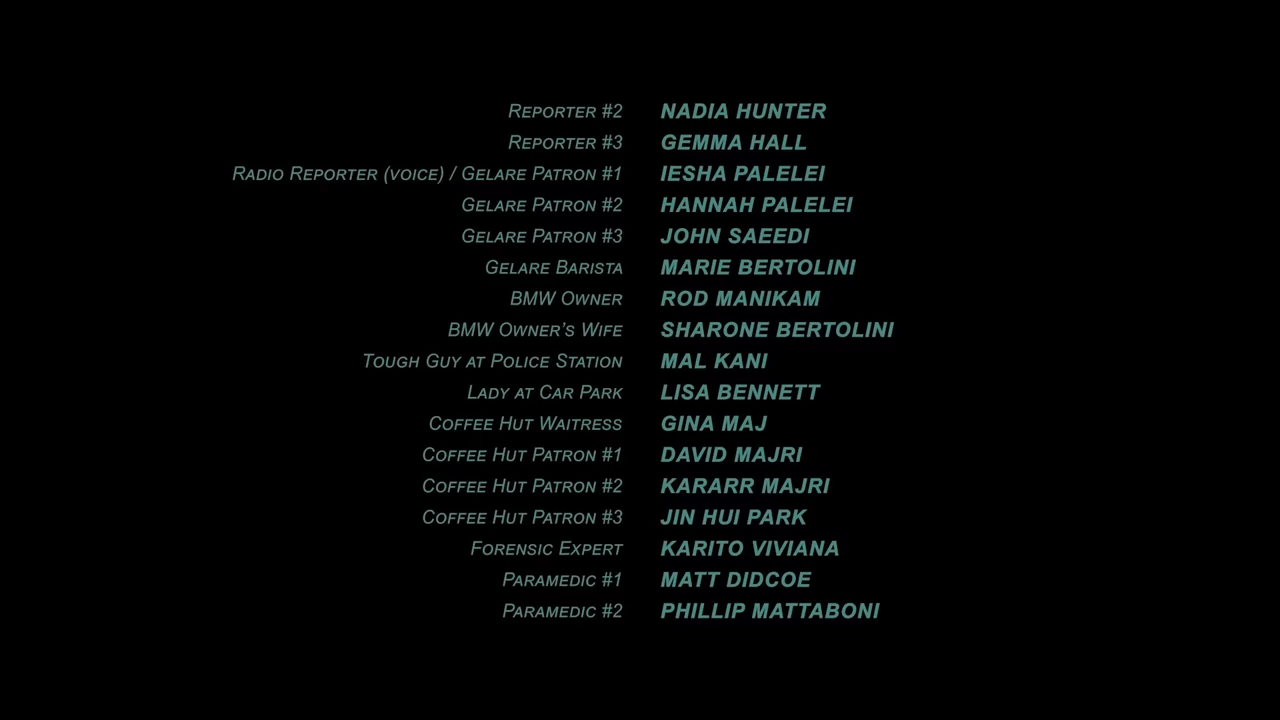 Reporter #2 NADIA HUNTER
Reporter #3 GEMMA HALL
Radio Reporter (voice) / Gelare Patron #1 IESHA PALELEI
Gelare Patron #2 HANNAH PALELEI
Gelare Patron #3 JOHN SAEEDI
Gelare Barista MARIE BERTOLINI
BMW Owner ROD MANIKAM
BMW Owner's Wife SHARONE BERTOLINI
Tough Guy at Police Station MAL KANI
Lady at Car Park LISA BENNETT
Coffee Hut Waitress GINA MAJ
Coffee Hut Patron #1 DAVID MAJRI
Coffee Hut Patron #2 KARARR MAJRI
Coffee Hut Patron #3 JIN HUI PARK
Forensic Expert KARITO VIVIANA
Paramedic #1 MATT DIDCOE
Paramedic #2 PHILLIP MATTABONI